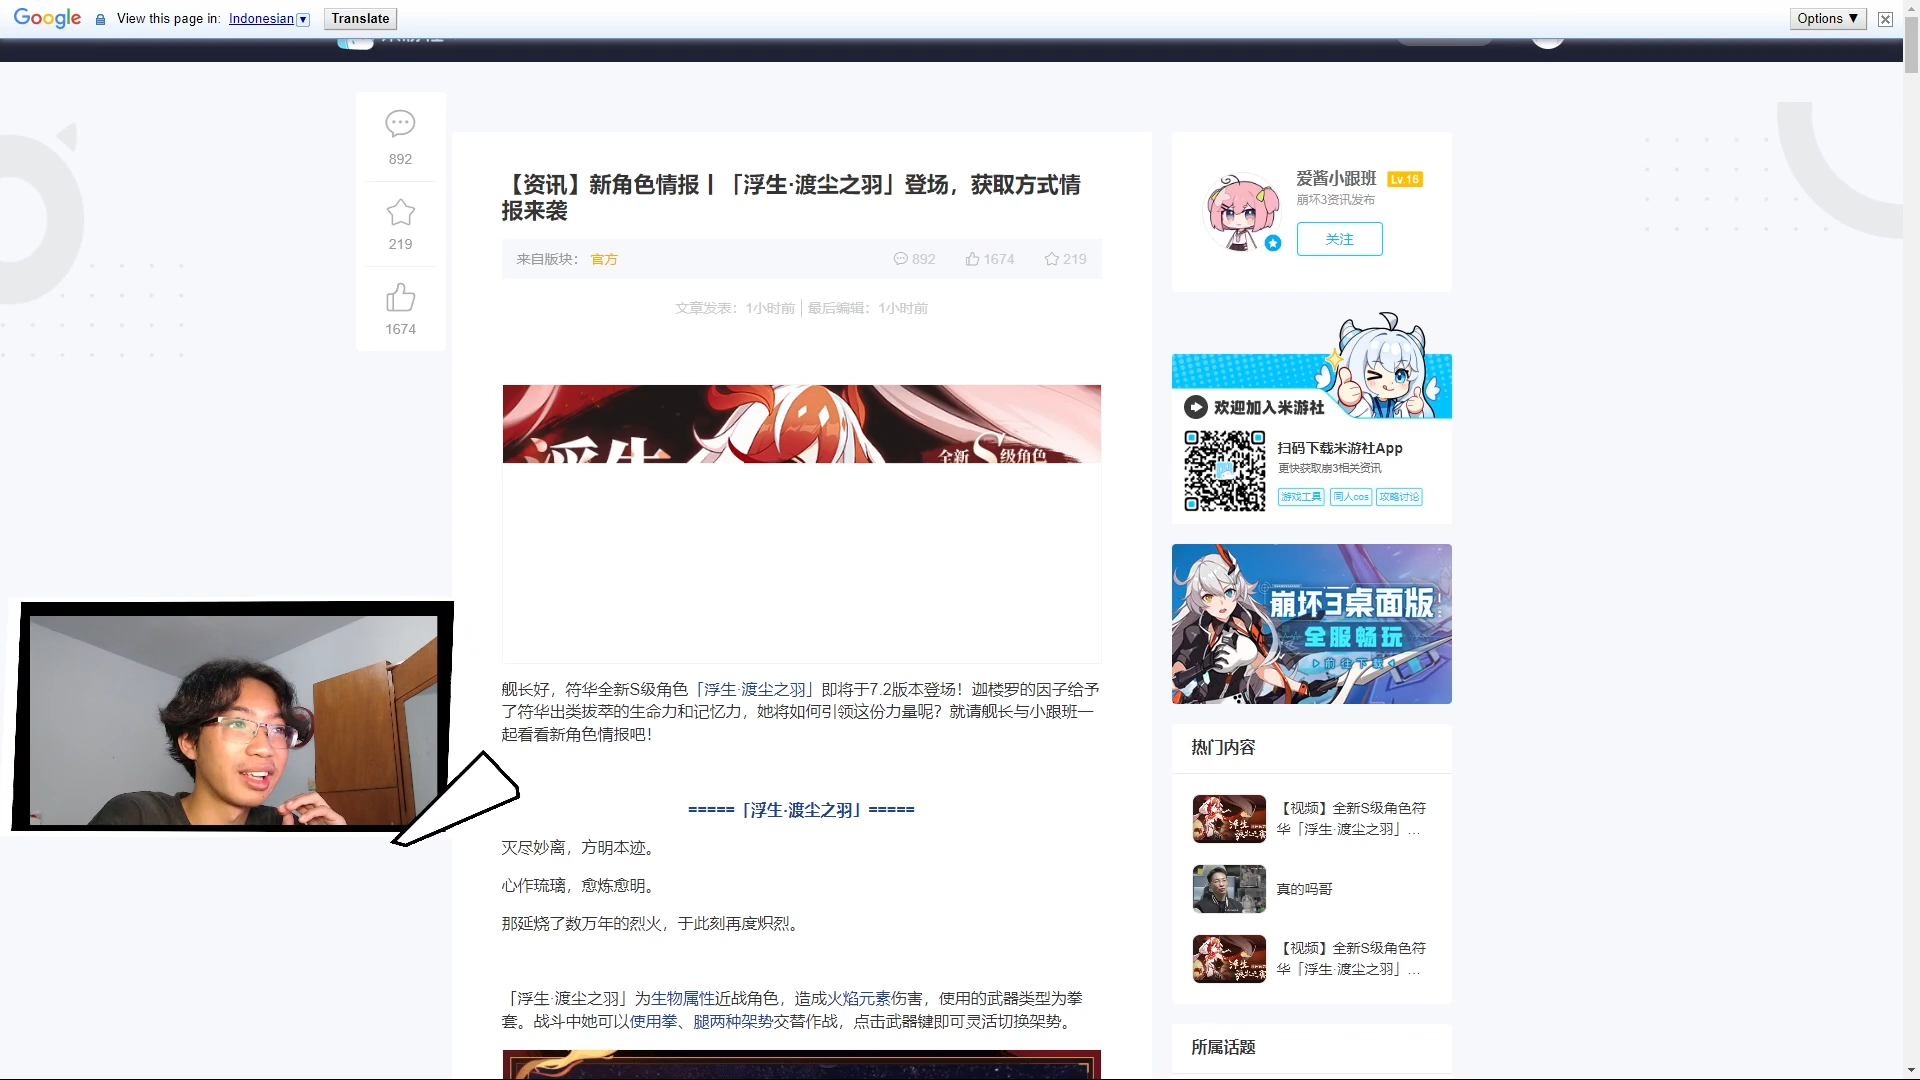 Google View this page in: Indonesian Translate Options ▼
892
219
1674
【资讯】新角色情报丨「浮生·渡尘之羽」登场，获取方式情
报来袭
来自版块： 官方 892 1674 219
文章发表：1小时前 | 最后编辑：1小时前
浮生 全新S级角色
舰长好，符华全新S级角色「浮生·渡尘之羽」即将于7.2版本登场！迦楼罗的因子给予
了符华出类拔萃的生命力和记忆力，她将如何引领这份力量呢？就请舰长与小跟班一
起看看新角色情报吧！
=====「浮生·渡尘之羽」=====
灭尽妙离，方明本迹。
心作琉璃，愈炼愈明。
那延烧了数万年的烈火，于此刻再度炽烈。
「浮生·渡尘之羽」为生物属性近战角色，造成火焰元素伤害，使用的武器类型为拳
套。战斗中她可以使用拳、腿两种架势交替作战，点击武器键即可灵活切换架势。
爱酱小跟班 Lv.16
崩坏3资讯发布
关注
欢迎加入米游社
扫码下载米游社App
更快获取崩3相关资讯
游戏工具 同人cos 攻略讨论
崩坏3桌面版
全服畅玩
前往下载
热门内容
【视频】全新S级角色符
华「浮生·渡尘之羽」...
真的吗哥
【视频】全新S级角色符
华「浮生·渡尘之羽」...
所属话题